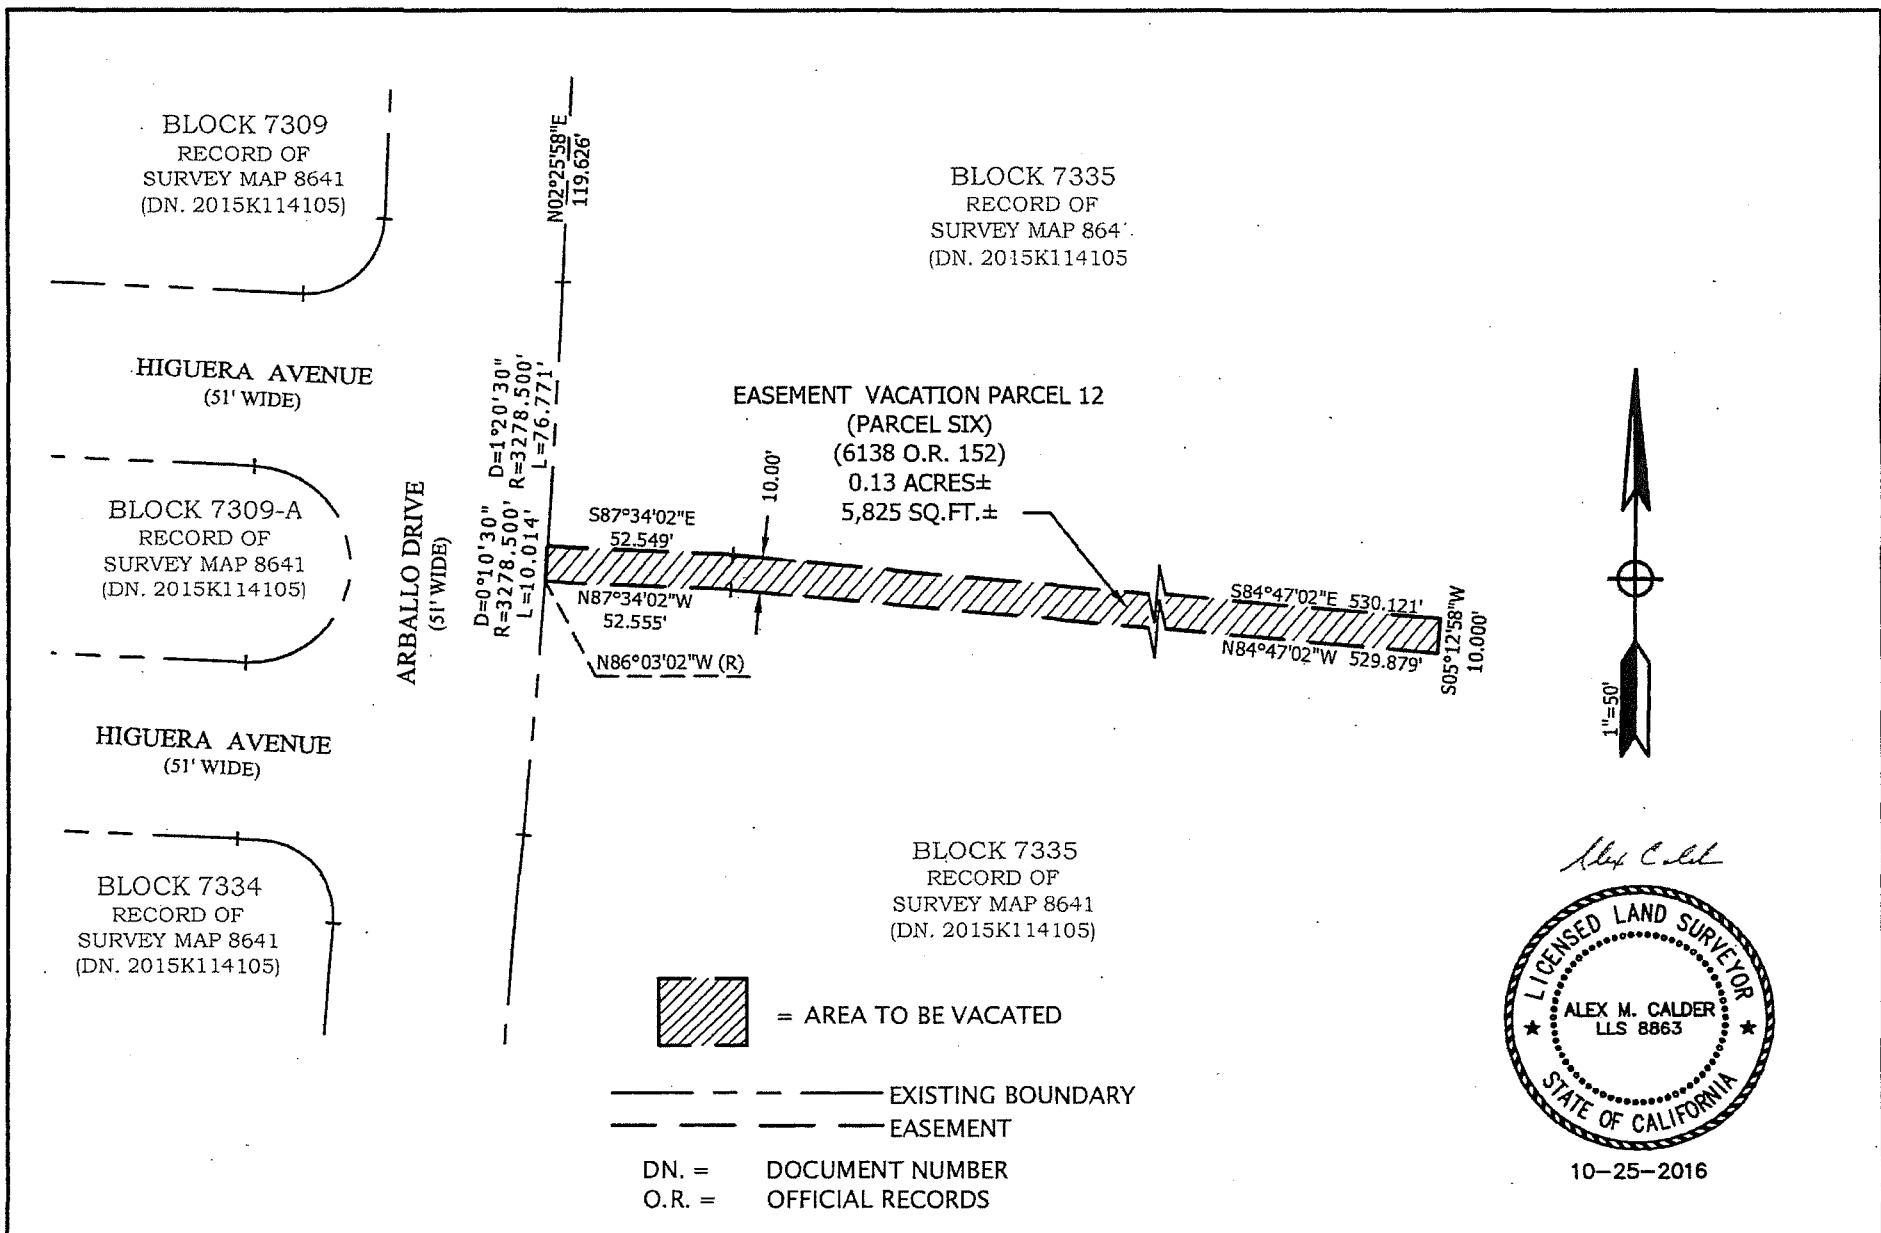 BLOCK 7309
RECORD OF
SURVEY MAP 8641
(DN. 2015K114105)
N02°25'58"E
119.626'
BLOCK 7335
RECORD OF
SURVEY MAP 864
(DN. 2015K114105
HIGUERA AVENUE
(51' WIDE)
D=1°20'30"
R=3278.500'
L=76.771'
EASEMENT VACATION PARCEL 12
(PARCEL SIX)
(6138 O.R. 152)
0.13 ACRES±
5,825 SQ.FT.±
10.00'
BLOCK 7309-A
RECORD OF
SURVEY MAP 8641
(DN. 2015K114105)
ARBALLO DRIVE
(51' WIDE)
D=0°10'30"
R=3278.500'
L=10.014'
S87°34'02"E
52.549'
N87°34'02"W
52.555'
N86°03'02"W (R)
S84°47'02"E 530.121'
N84°47'02"W 529.879'
S05°12'58"W
10.000'
1"=50'
HIGUERA AVENUE
(51' WIDE)
BLOCK 7334
RECORD OF
SURVEY MAP 8641
(DN. 2015K114105)
BLOCK 7335
RECORD OF
SURVEY MAP 8641
(DN. 2015K114105)
= AREA TO BE VACATED
EXISTING BOUNDARY
EASEMENT
DN. = DOCUMENT NUMBER
O.R. = OFFICIAL RECORDS
LICENSED LAND SURVEYOR
ALEX M. CALDER
LLS 8863
STATE OF CALIFORNIA
10-25-2016